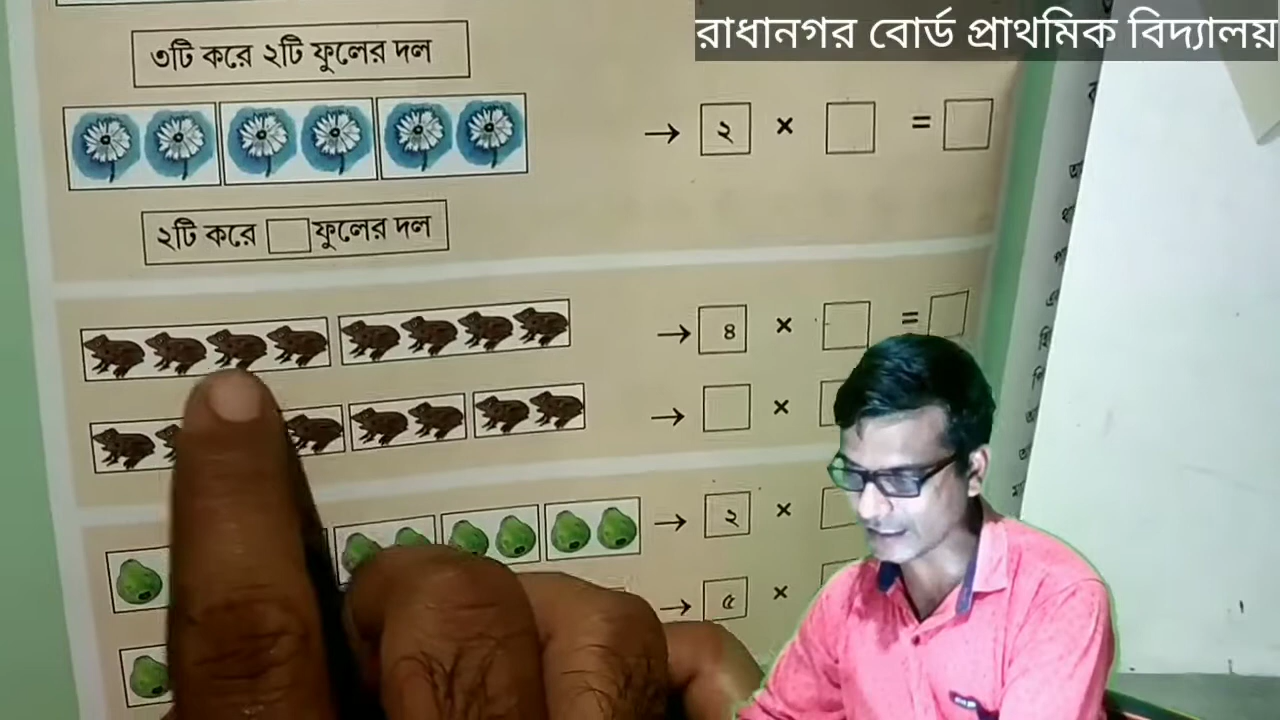 রাধানগর বোর্ড প্রাথমিক বিদ্যালয়
৩টি করে ২টি ফুলের দল
→ ২ × =
২টি করে ফুলের দল
→ ৪ × =
→ ×
→ ২ ×
→ ৫ ×